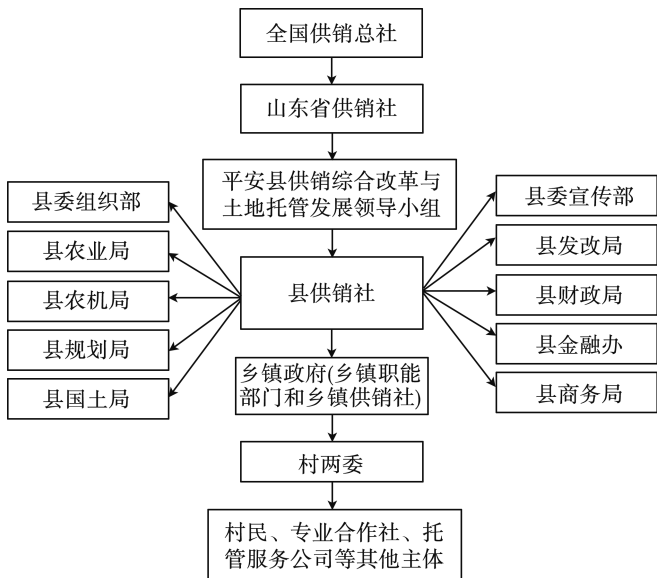 全国供销总社
山东省供销社
平安县供销综合改革与
土地托管发展领导小组
县委组织部
县农业局
县农机局
县规划局
县国土局
县供销社
县委宣传部
县发改局
县财政局
县金融办
县商务局
乡镇政府(乡镇职能
部门和乡镇供销社)
村两委
村民、专业合作社、托
管服务公司等其他主体